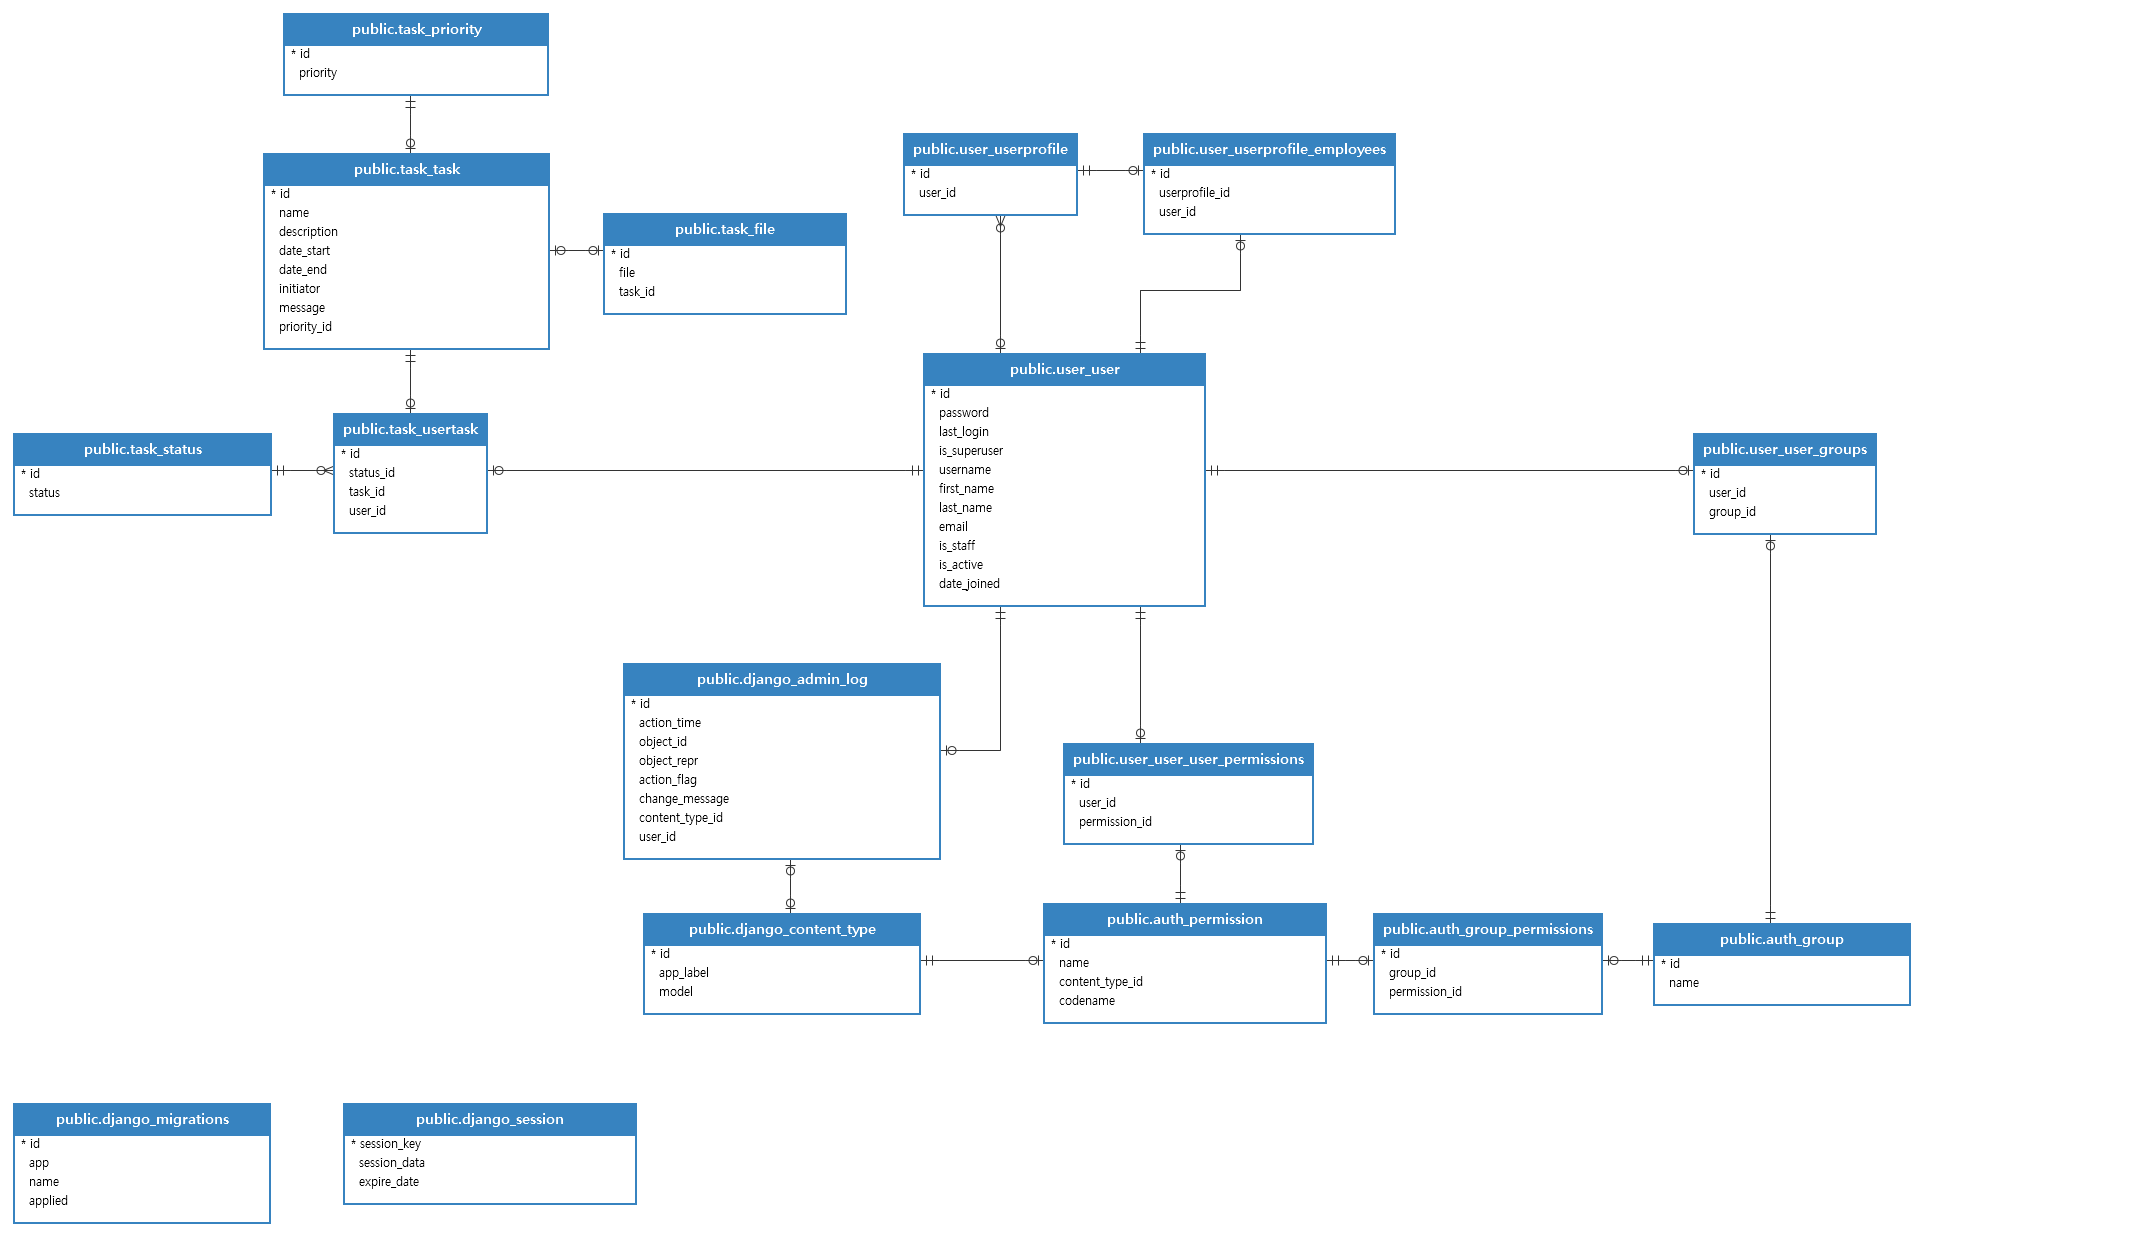 public.task_priority
* id
priority
public.task_task
* id
name
description
date_start
date_end
initiator
message
priority_id
public.task_file
* id
file
task_id
public.user_userprofile
* id
user_id
public.user_userprofile_employees
* id
userprofile_id
user_id
public.task_status
* id
status
public.task_usertask
* id
status_id
task_id
user_id
public.user_user
* id
password
last_login
is_superuser
username
first_name
last_name
email
is_staff
is_active
date_joined
public.user_user_groups
* id
user_id
group_id
public.django_admin_log
* id
action_time
object_id
object_repr
action_flag
change_message
content_type_id
user_id
public.user_user_user_permissions
* id
user_id
permission_id
public.django_content_type
* id
app_label
model
public.auth_permission
* id
name
content_type_id
codename
public.auth_group_permissions
* id
group_id
permission_id
public.auth_group
* id
name
public.django_migrations
* id
app
name
applied
public.django_session
* session_key
session_data
expire_date